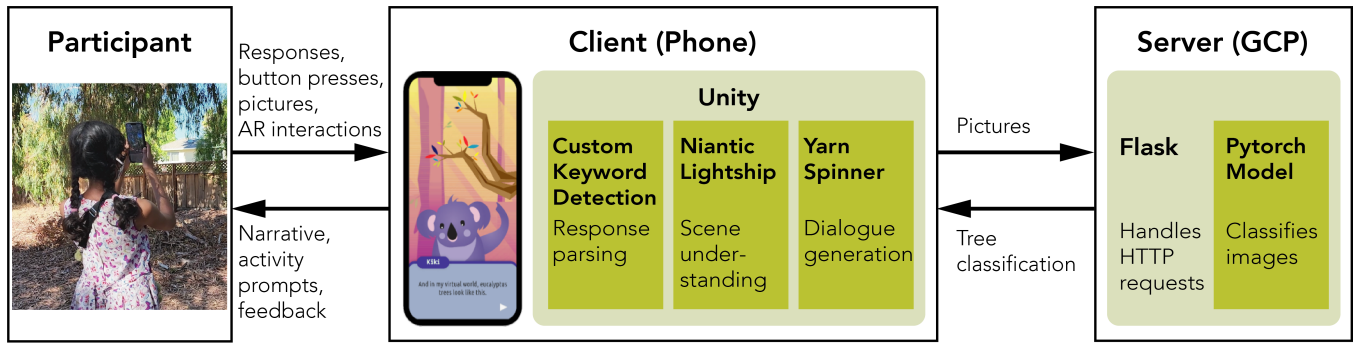 Participant
Responses,
button presses,
pictures,
AR interactions
Narrative,
activity
prompts,
feedback
Client (Phone)
Kiki
And in my virtual world, eucalyptus
trees look like this.
Unity
Custom
Keyword
Detection
Response
parsing
Niantic
Lightship
Scene
under-
standing
Yarn
Spinner
Dialogue
generation
Pictures
Tree
classification
Server (GCP)
Flask
Handles
HTTP
requests
Pytorch
Model
Classifies
images